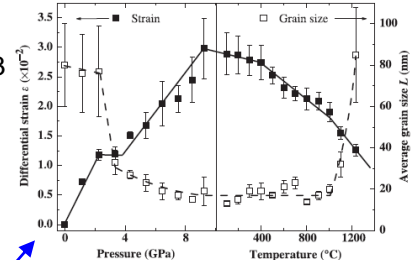 3
3.5
3.0
2.5
2.0
1.5
1.0
0.5
0.0
Differential strain ε (×10⁻²)
Strain
Grain size
100
80
60
40
20
0
Average grain size L (nm)
0 4 8 400 800 1200
Pressure (GPa) Temperature (°C)